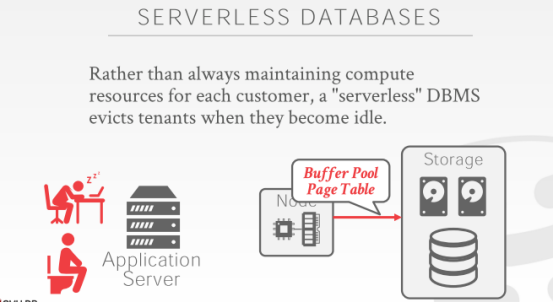 SERVERLESS DATABASES
Rather than always maintaining compute
resources for each customer, a "serverless" DBMS
evicts tenants when they become idle.
zzz
Application
Server
Buffer Pool
Page Table
Node
Storage